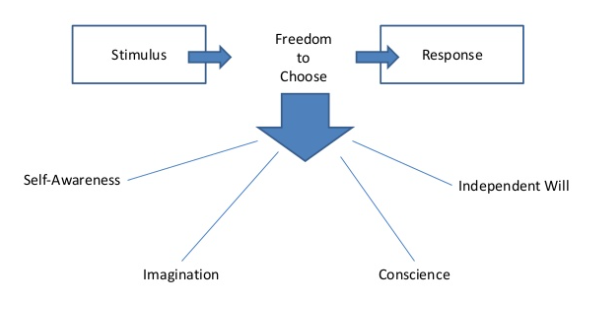 Stimulus
Freedom
to
Choose
Response
Self-Awareness
Independent Will
Imagination
Conscience